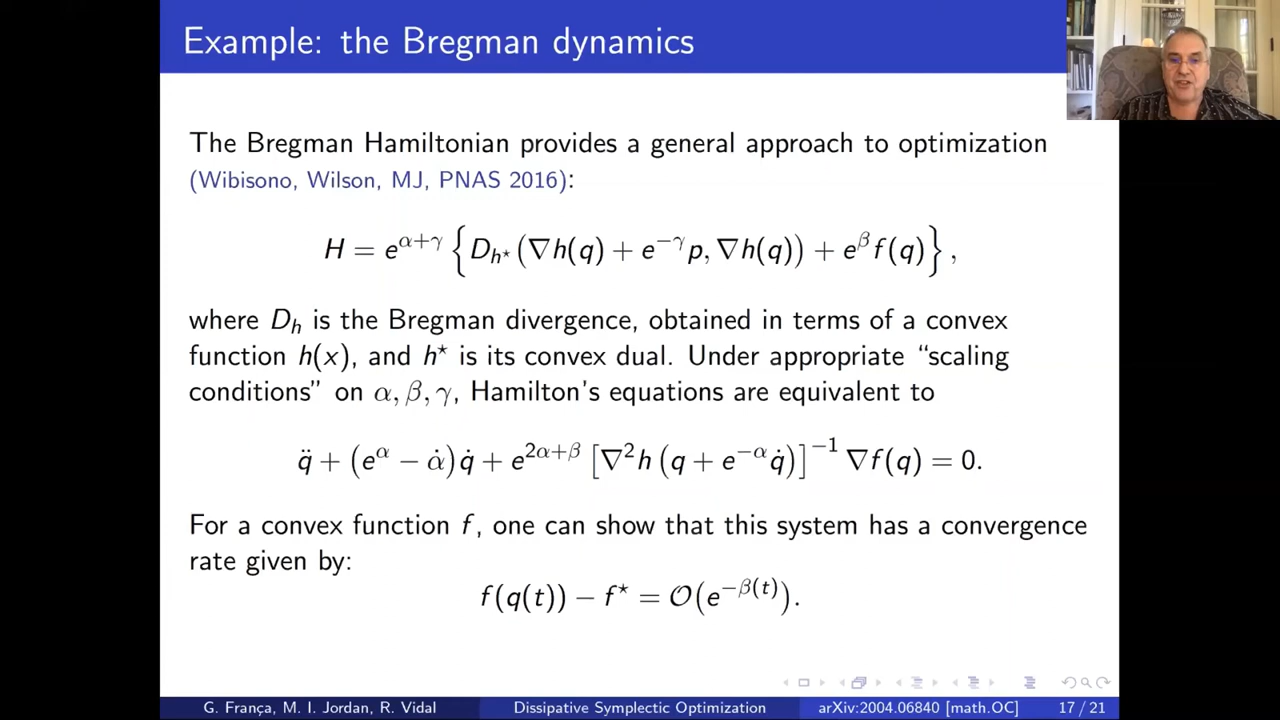 Example: the Bregman dynamics
The Bregman Hamiltonian provides a general approach to optimization
(Wibisono, Wilson, MJ, PNAS 2016):
H = e^{α+γ} { D_{h⋆} (∇h(q) + e^{−γ} p, ∇h(q)) + e^β f(q) } ,
where D_h is the Bregman divergence, obtained in terms of a convex
function h(x), and h⋆ is its convex dual. Under appropriate “scaling
conditions” on α, β, γ, Hamilton’s equations are equivalent to
q̈ + (e^α − α̇) q̇ + e^{2α+β} [∇²h (q + e^{−α} q̇)]^{−1} ∇f(q) = 0.
For a convex function f, one can show that this system has a convergence
rate given by:
f(q(t)) − f⋆ = O(e^{−β(t)}).
G. França, M. I. Jordan, R. Vidal Dissipative Symplectic Optimization arXiv:2004.06840 [math.OC] 17 / 21